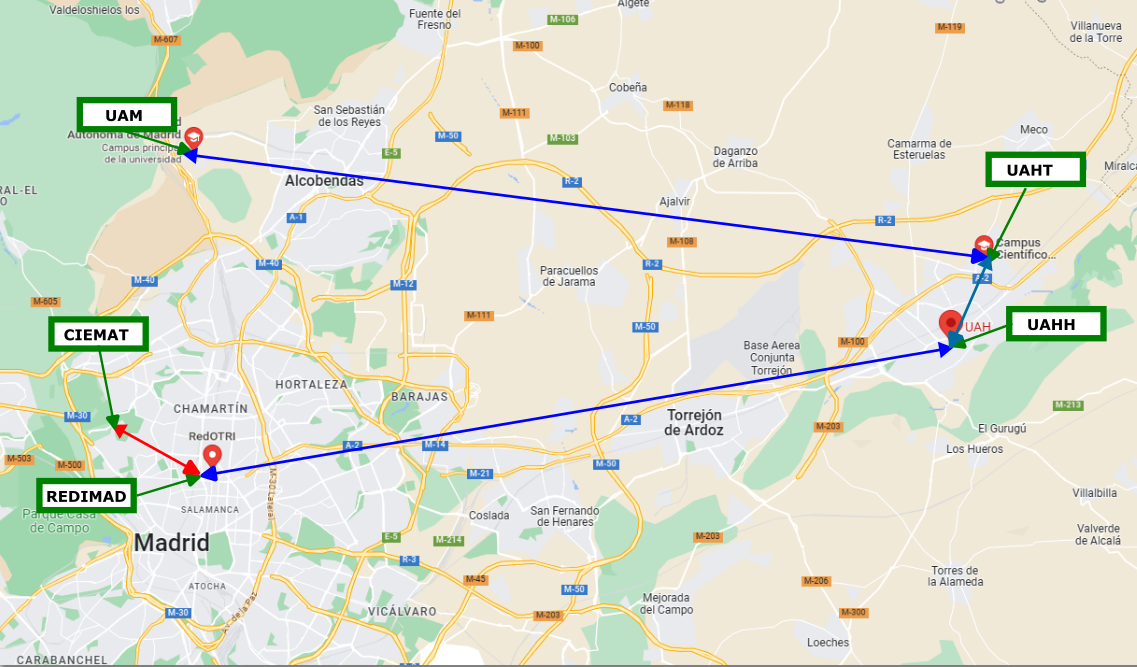 Valdeloshielos los
Fuente del
Fresno
Algete
M-106
M-119
Villanueva
de la Torre
M-607
M-100
Cobeña
M-118
UAM
San Sebastián
de los Reyes
M-111
Autónoma de Madrid
Campus principal
de la universidad
M-50
M-103
E-5
Daganzo
de Arriba
Camarma de
Esteruelas
Meco
UAHT
Alcobendas
R-2
Ajalvir
A-1
R-2
M-108
Campus
Científico...
M-40
M-40
M-12
Paracuellos
de Jarama
R-2
A-2
M-605
M-111
M-50
UAH
UAHH
CIEMAT
M-100
Base Aerea
Conjunta
Torrejón
HORTALEZA
BARAJAS
CHAMARTÍN
M-30
M-213
RedOTRI
A-2
M-14
A-2
Torrejón
de Ardoz
M-203
El Gurugú
Los Hueros
M-503
M-500
M-21
M-50
M-30 Lateral
REDIMAD
SALAMANCA
Parque Casa
de Campo
Coslada
San Fernando
de Henares
Villalbilla
Madrid
E-5
M-214
M-203
Valverde
de Alcalá
R-3
ATOCHA
M-45
M-50
M-206
Torres de
la Alameda
M-30
Av. de la Paz
VICÁLVARO
M-203
Mejorada
del Campo
M-300
Loeches
CARABANCHEL